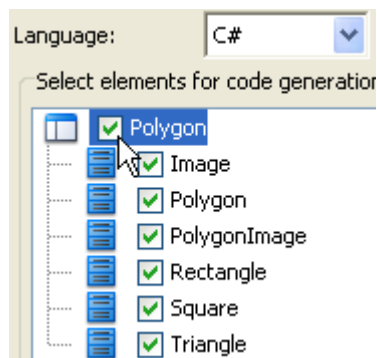 Language: C#
Select elements for code generation
Polygon
Image
Polygon
PolygonImage
Rectangle
Square
Triangle